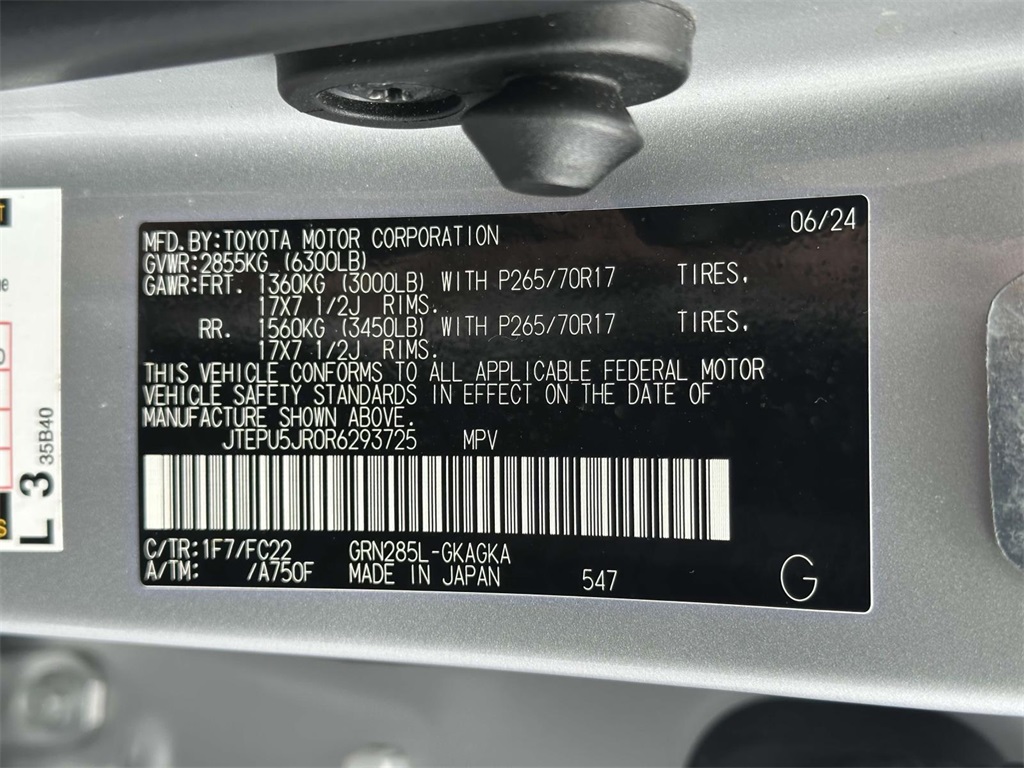 06/24
MFD.BY:TOYOTA MOTOR CORPORATION
GVWR:2855KG (6300LB)
GAWR:FRT. 1360KG (3000LB) WITH P265/70R17 TIRES,
17X7 1/2J RIMS.
RR. 1560KG (3450LB) WITH P265/70R17 TIRES,
17X7 1/2J RIMS.
THIS VEHICLE CONFORMS TO ALL APPLICABLE FEDERAL MOTOR
VEHICLE SAFETY STANDARDS IN EFFECT ON THE DATE OF
MANUFACTURE SHOWN ABOVE.
JTEPU5JR0R6293725 MPV
C/TR:1F7/FC22 GRN285L-GKAGKA
A/TM: /A750F MADE IN JAPAN 547 G
L 3 35B40